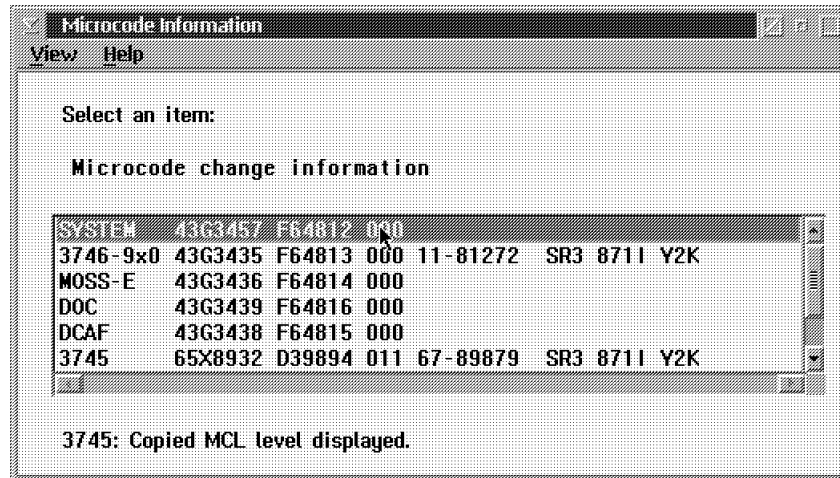 Microcode Information
View Help
Select an item:
Microcode change information
SYSTEM 43G3457 F64812 000
3746-9x0 43G3435 F64813 000 11-81272 SR3 871I Y2K
MOSS-E 43G3436 F64814 000
DOC 43G3439 F64816 000
DCAF 43G3438 F64815 000
3745 65X8932 D39894 011 67-89879 SR3 871I Y2K
3745: Copied MCL level displayed.